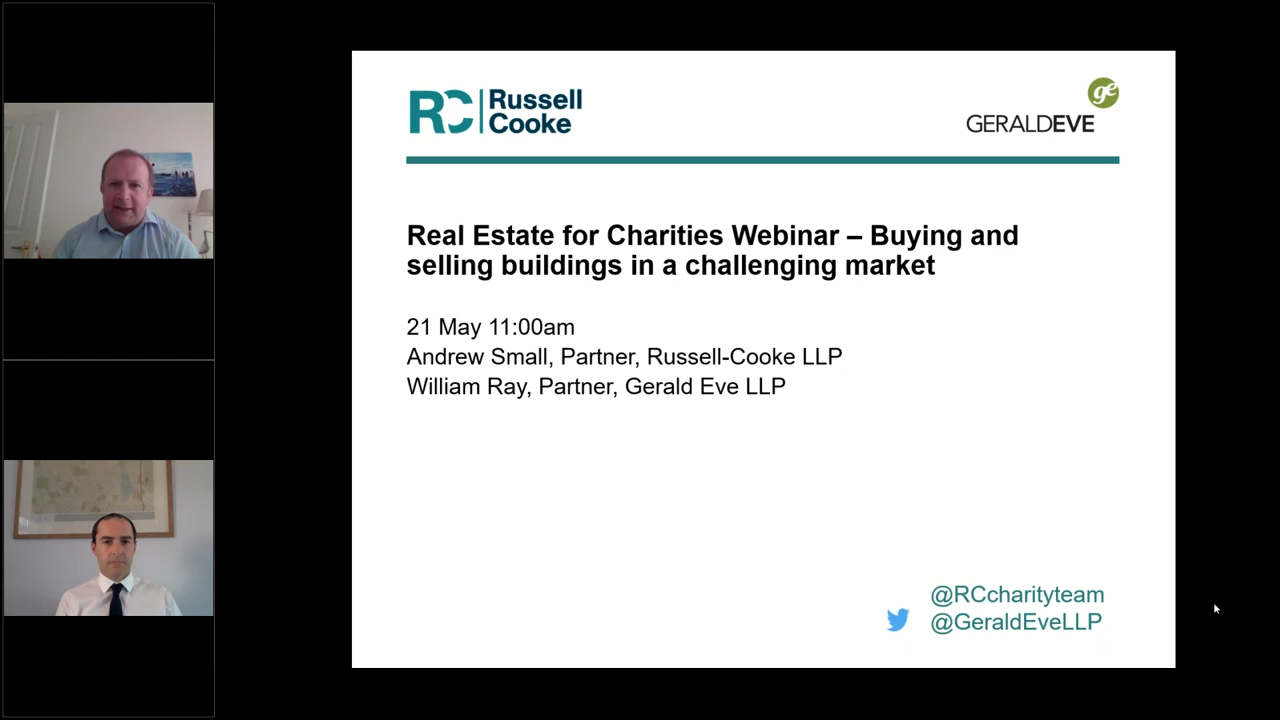 RC Russell
Cooke
ge
GERALDEVE
Real Estate for Charities Webinar – Buying and
selling buildings in a challenging market
21 May 11:00am
Andrew Small, Partner, Russell-Cooke LLP
William Ray, Partner, Gerald Eve LLP
@RCcharityteam
@GeraldEveLLP